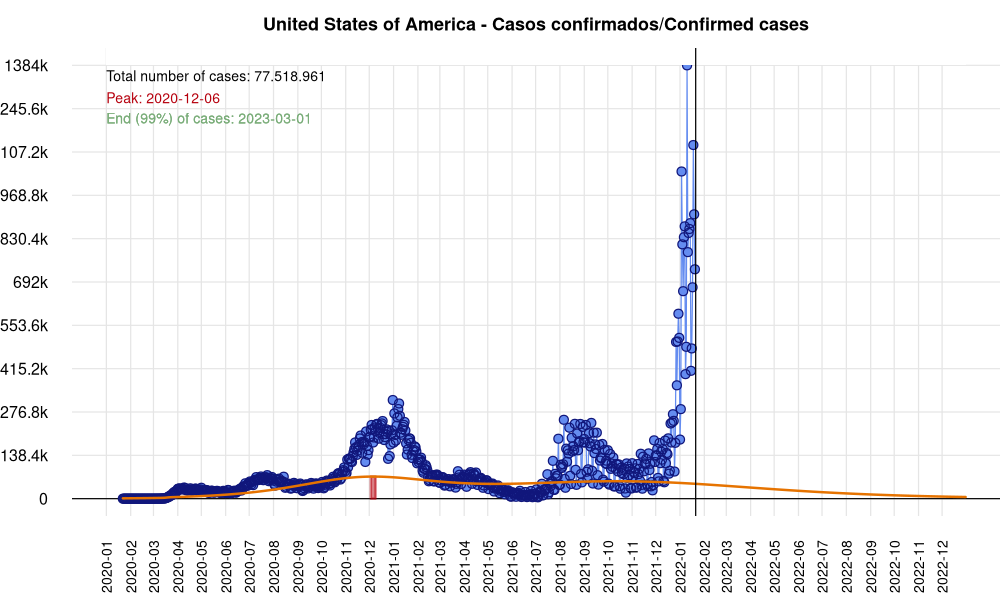 United States of America - Casos confirmados/Confirmed cases
Total number of cases: 77.518.961
Peak: 2020-12-06
End (99%) of cases: 2023-03-01
1384k
245.6k
107.2k
968.8k
830.4k
692k
553.6k
415.2k
276.8k
138.4k
0
2020-01
2020-02
2020-03
2020-04
2020-05
2020-06
2020-07
2020-08
2020-09
2020-10
2020-11
2020-12
2021-01
2021-02
2021-03
2021-04
2021-05
2021-06
2021-07
2021-08
2021-09
2021-10
2021-11
2021-12
2022-01
2022-02
2022-03
2022-04
2022-05
2022-06
2022-07
2022-08
2022-09
2022-10
2022-11
2022-12